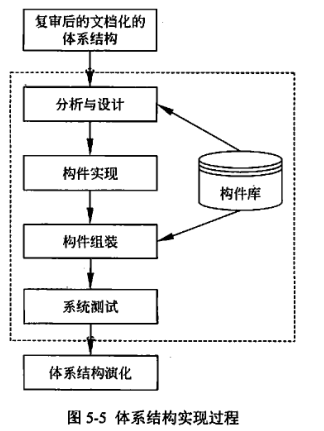 复审后的文档化的
体系结构
分析与设计
构件实现
构件库
构件组装
系统测试
体系结构演化
图 5-5 体系结构实现过程